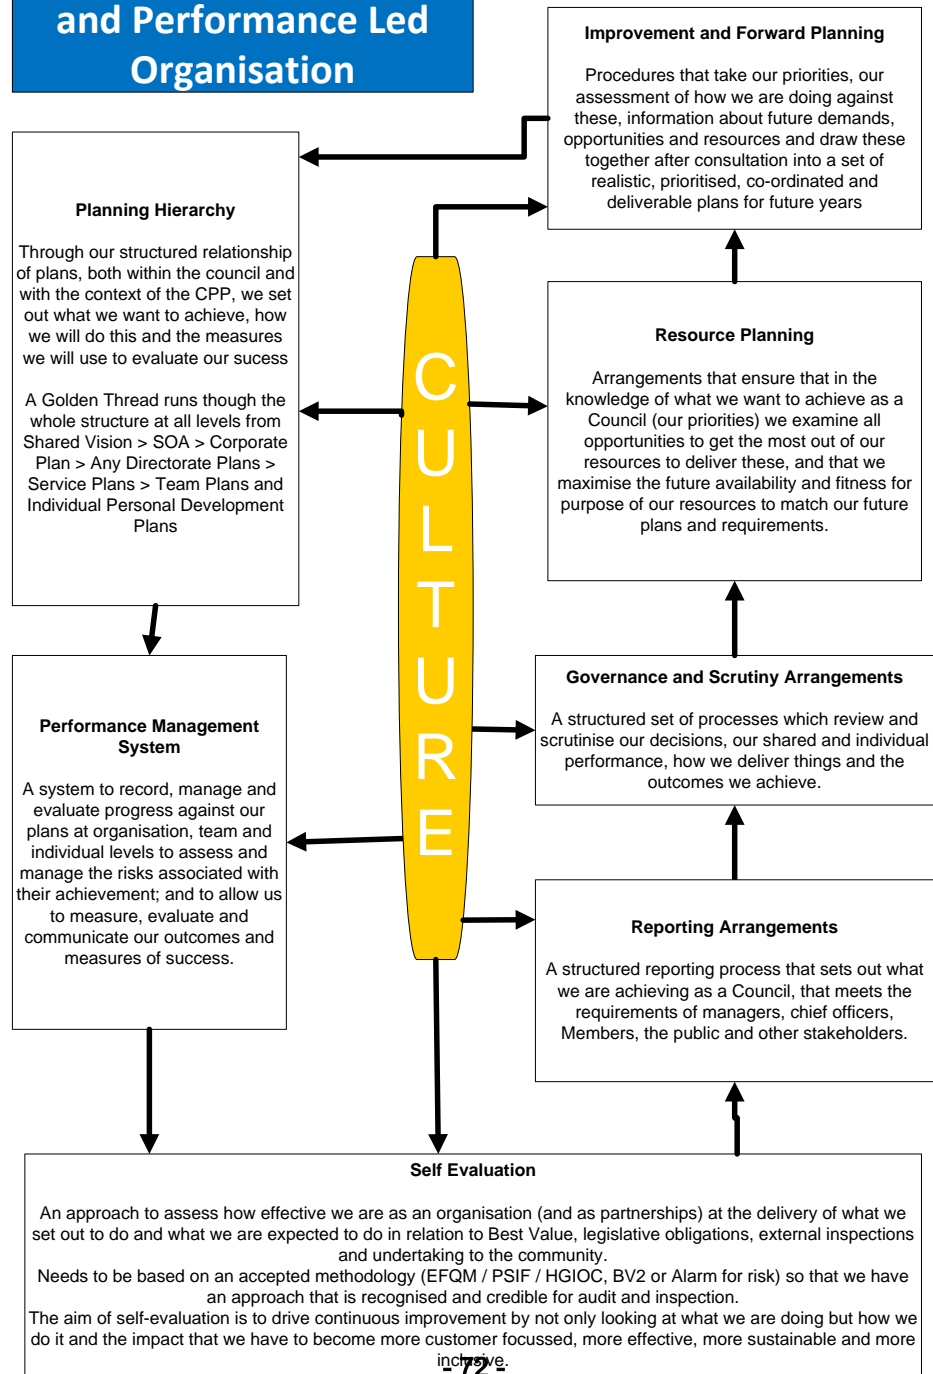 and Performance Led
Organisation
Improvement and Forward Planning
Procedures that take our priorities, our
assessment of how we are doing against
these, information about future demands,
opportunities and resources and draw these
together after consultation into a set of
realistic, prioritised, co-ordinated and
deliverable plans for future years
Planning Hierarchy
Through our structured relationship
of plans, both within the council and
with the context of the CPP, we set
out what we want to achieve, how
we will do this and the measures
we will use to evaluate our sucess
A Golden Thread runs though the
whole structure at all levels from
Shared Vision > SOA > Corporate
Plan > Any Directorate Plans >
Service Plans > Team Plans and
Individual Personal Development
Plans
CULTURE
Resource Planning
Arrangements that ensure that in the
knowledge of what we want to achieve as a
Council (our priorities) we examine all
opportunities to get the most out of our
resources to deliver these, and that we
maximise the future availability and fitness for
purpose of our resources to match our future
plans and requirements.
Performance Management
System
A system to record, manage and
evaluate progress against our
plans at organisation, team and
individual levels to assess and
manage the risks associated with
their achievement; and to allow us
to measure, evaluate and
communicate our outcomes and
measures of success.
Governance and Scrutiny Arrangements
A structured set of processes which review and
scrutinise our decisions, our shared and individual
performance, how we deliver things and the
outcomes we achieve.
Reporting Arrangements
A structured reporting process that sets out what
we are achieving as a Council, that meets the
requirements of managers, chief officers,
Members, the public and other stakeholders.
Self Evaluation
An approach to assess how effective we are as an organisation (and as partnerships) at the delivery of what we
set out to do and what we are expected to do in relation to Best Value, legislative obligations, external inspections
and undertaking to the community.
Needs to be based on an accepted methodology (EFQM / PSIF / HGIOC, BV2 or Alarm for risk) so that we have
an approach that is recognised and credible for audit and inspection.
The aim of self-evaluation is to drive continuous improvement by not only looking at what we are doing but how we
do it and the impact that we have to become more customer focussed, more effective, more sustainable and more
inclusive.
- 72 -